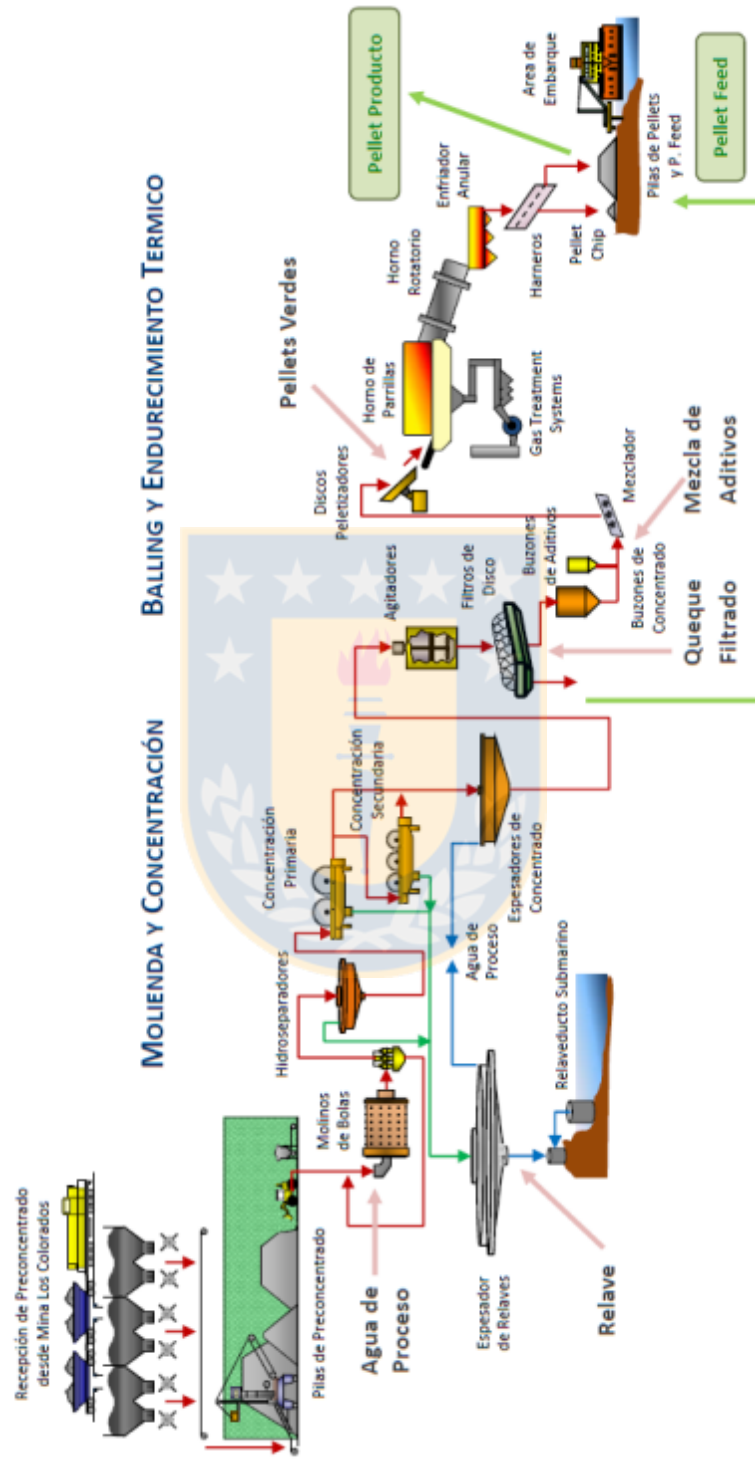 MOLIENDA Y CONCENTRACIÓN
BALLING Y ENDURECIMIENTO TERMICO
Recepción de Preconcentrado
desde Mina Los Colorados
Pilas de Preconcentrado
Agua de
Proceso
Molinos
de Bolas
Hidroseparadores
Concentración
Primaria
Concentración
Secundaria
Agua de
Proceso
Espesadores de
Concentrado
Espesador
de Relaves
Relave
Relaveducto Submarino
Agitadores
Filtros de
Disco
Buzones
de Aditivos
Buzones de
Concentrado
Queque
Filtrado
Mezcla de
Aditivos
Mezclador
Discos
Peletizadores
Pellets Verdes
Horno de
Parrillas
Gas Treatment
Systems
Horno
Rotatorio
Enfriador
Anular
Harneros
Pellet
Chip
Pellet Producto
Area de
Embarque
Pilas de Pellets
y P. Feed
Pellet Feed